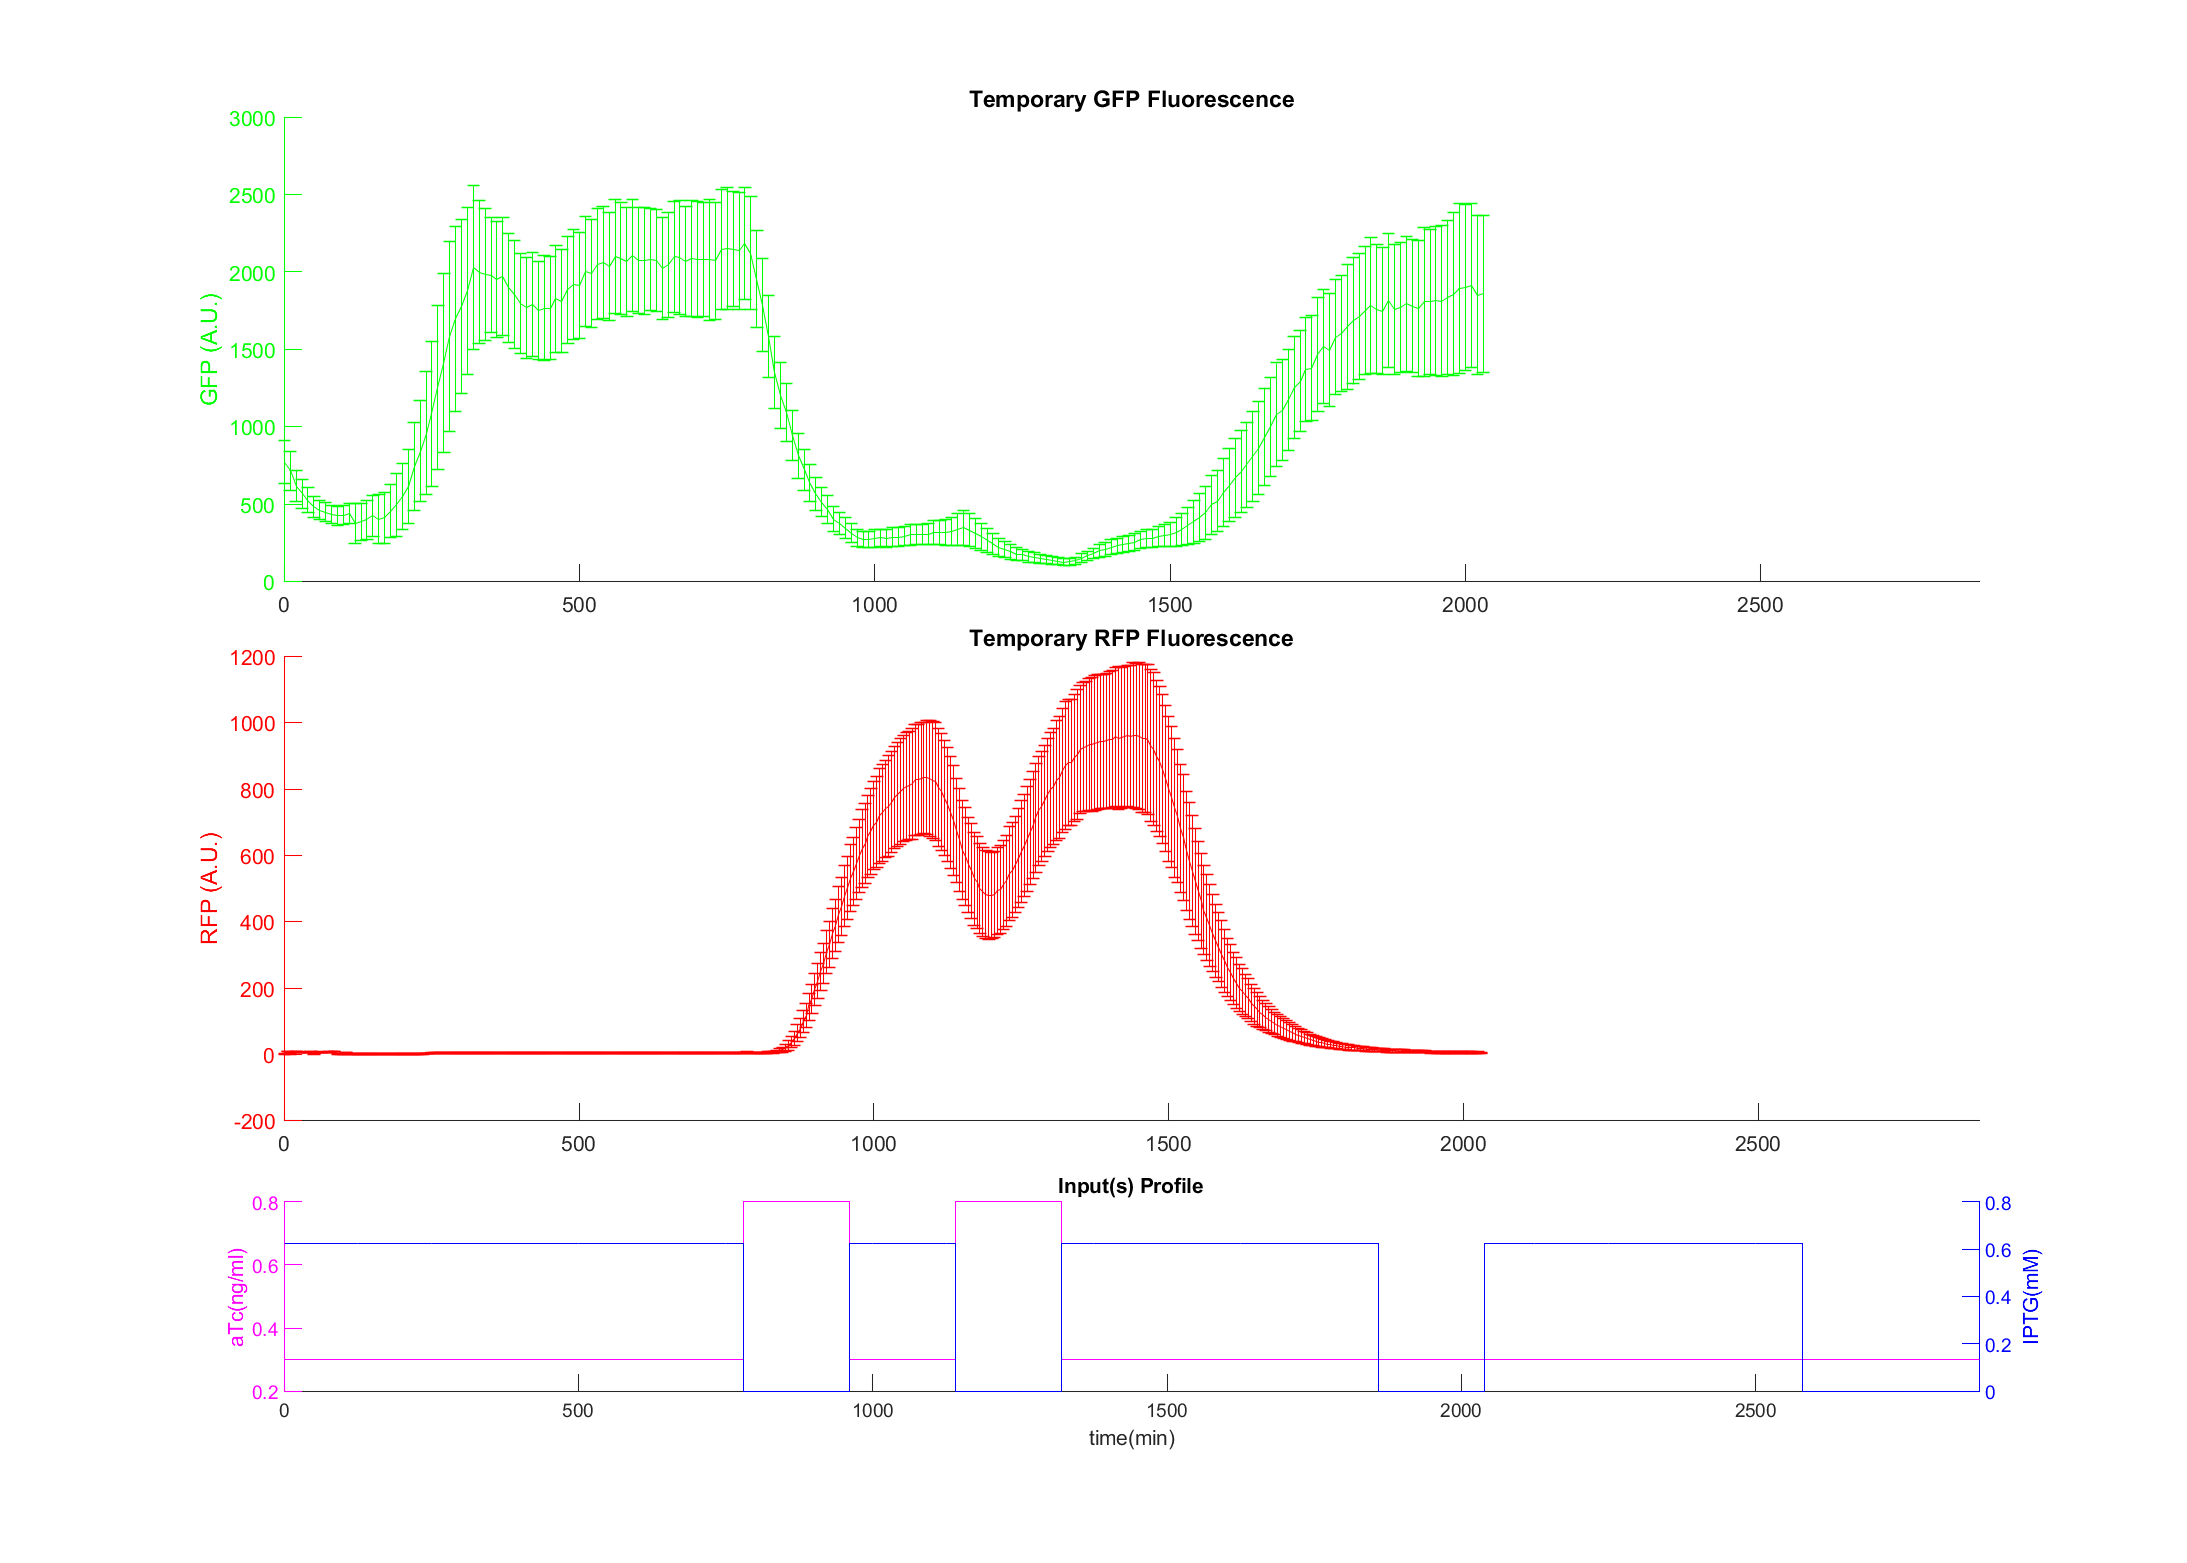 Temporary GFP Fluorescence
3000
2500
2000
1500
1000
500
0
GFP (A.U.)
0 500 1000 1500 2000 2500
Temporary RFP Fluorescence
1200
1000
800
600
400
200
0
-200
RFP (A.U.)
0 500 1000 1500 2000 2500
Input(s) Profile
0.8
0.6
0.4
0.2
aTc(ng/ml)
0.8
0.6
0.4
0.2
0
IPTG(mM)
0 500 1000 1500 2000 2500
time(min)